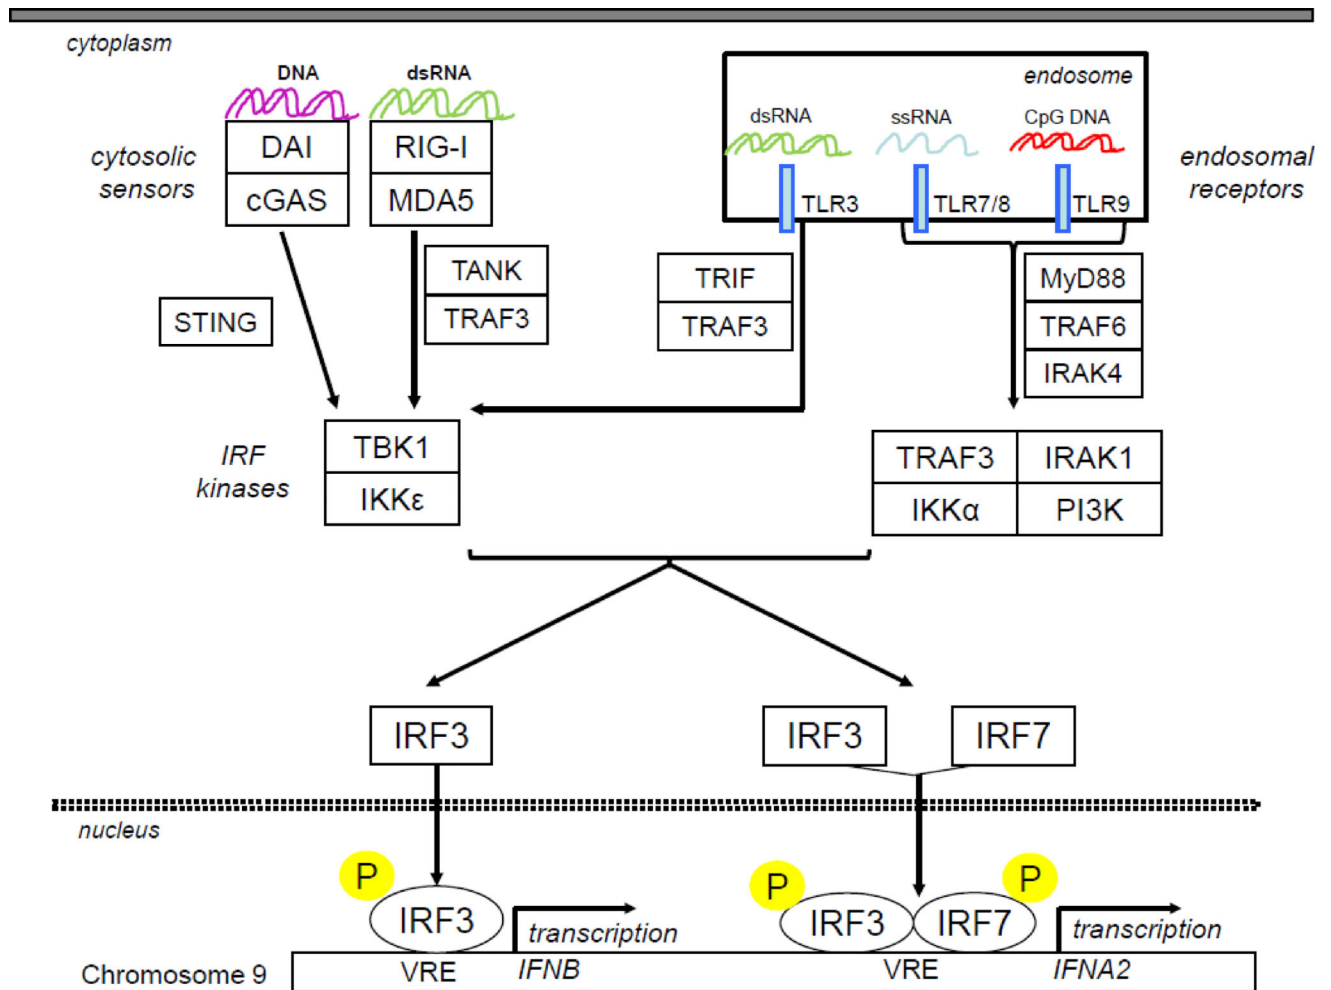 cytoplasm
DNA
dsRNA
endosome
dsRNA
ssRNA
CpG DNA
cytosolic
sensors
DAI
RIG-I
cGAS
MDA5
TLR3
TLR7/8
TLR9
endosomal
receptors
STING
TANK
TRAF3
TRIF
TRAF3
MyD88
TRAF6
IRAK4
IRF
kinases
TBK1
IKKε
TRAF3
IRAK1
IKKα
PI3K
IRF3
IRF3
IRF7
nucleus
P
IRF3
transcription
P
IRF3
IRF7
P
transcription
Chromosome 9
VRE
IFNB
VRE
IFNA2